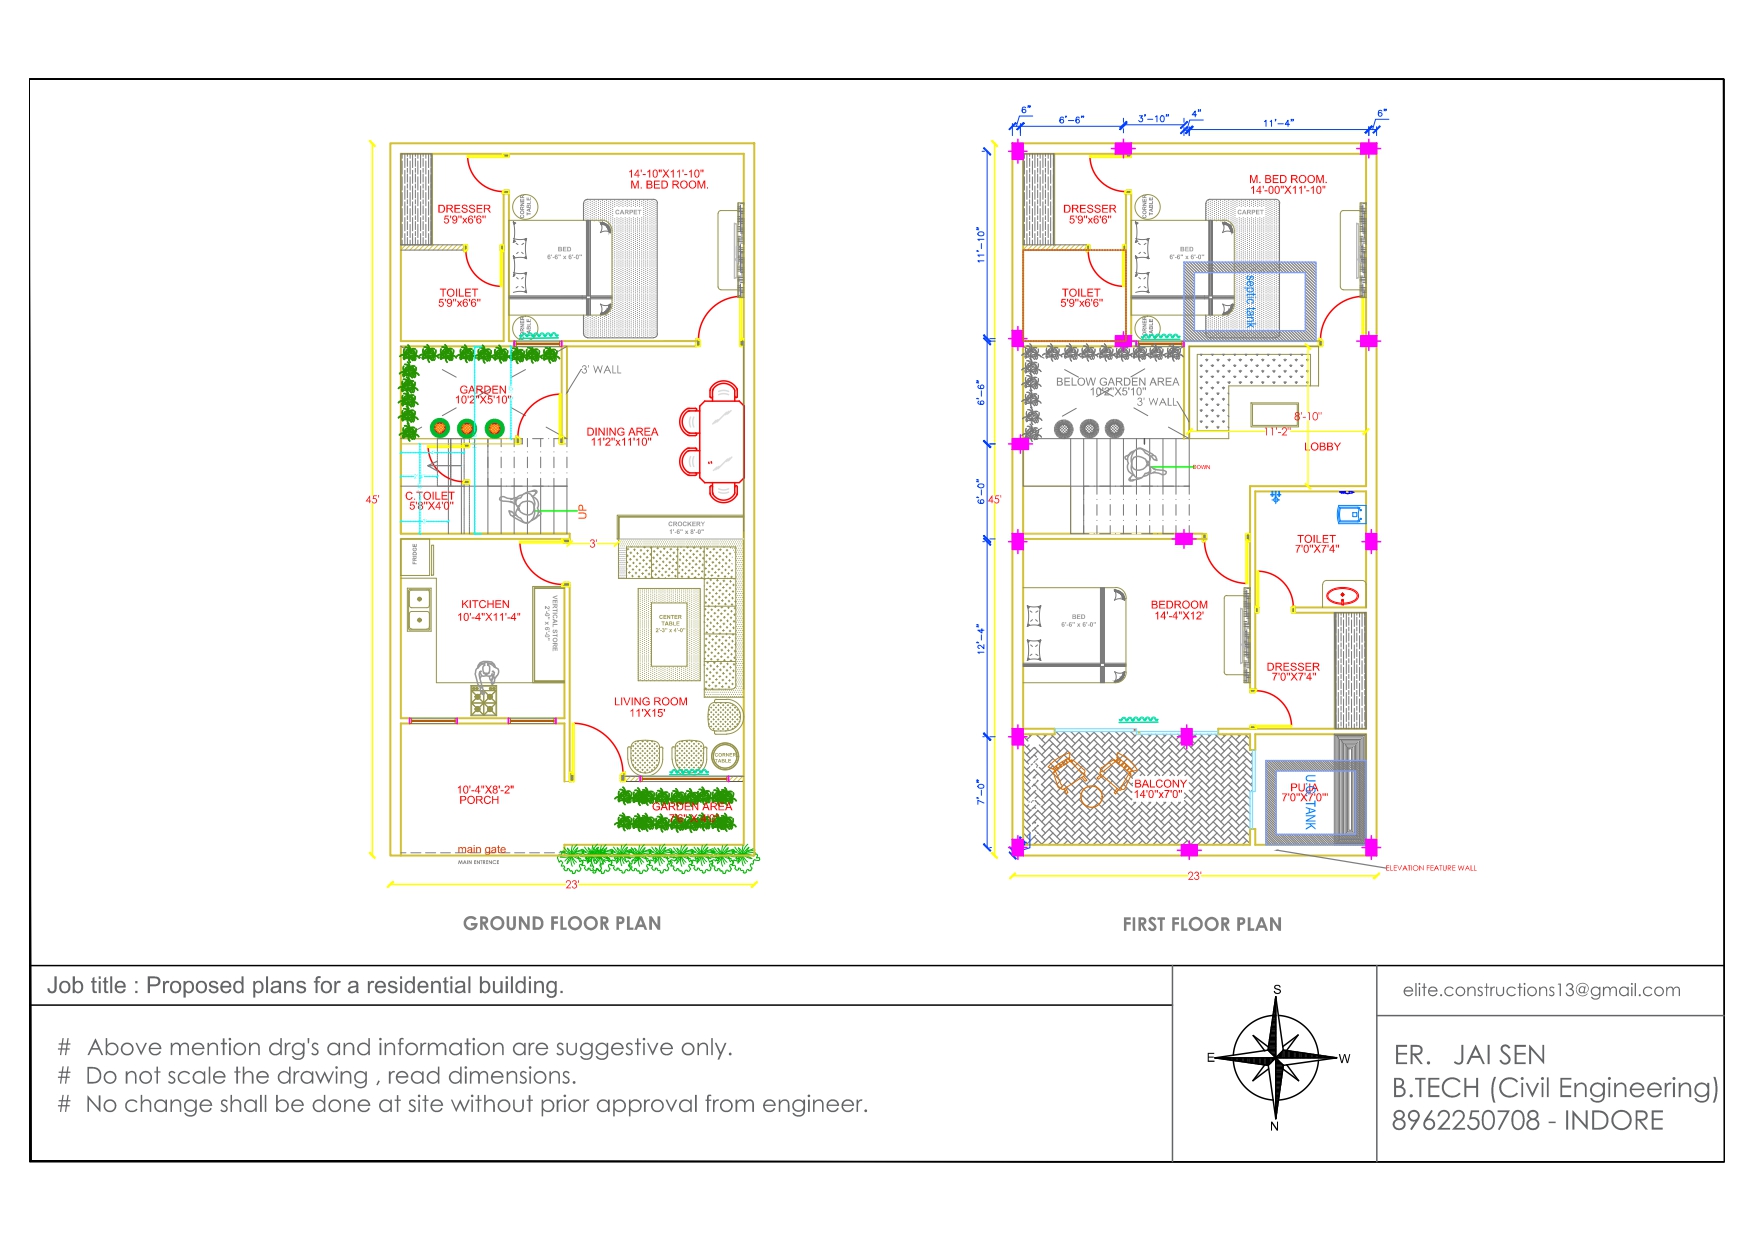 14'-10"X11'-10"
M. BED ROOM.
DRESSER
5'9"x6'6"
CORNER
TABLE
CARPET
BED
6'-6" x 6'-0"
TOILET
5'9"x6'6"
CORNER
TABLE
3' WALL
GARDEN
10'2"X5'10"
DINING AREA
11'2"x11'10"
45'
C.TOILET
5'8"X4'0"
UP
CROCKERY
1'-6" x 8'-0"
3'
FRIDGE
KITCHEN
10'-4"X11'-4"
VERTICAL STORE
2'-0" x 6'-0"
CENTER
TABLE
2'-3" x 4'-0"
LIVING ROOM
11'X15'
CORNER
TABLE
10'-4"X8'-2"
PORCH
GARDEN AREA
main gate
MAIN ENTRENCE
23'
GROUND FLOOR PLAN
6"
6'-6"
3'-10"
4"
11'-4"
6"
M. BED ROOM.
14'-00"X11'-10"
DRESSER
5'9"x6'6"
CORNER
TABLE
CARPET
11'-10"
BED
6'-6" x 6'-0"
septic tank
TOILET
5'9"x6'6"
CORNER
TABLE
BELOW GARDEN AREA
10'2"X5'10"
3' WALL
6'-6"
8'-10"
11'-2"
LOBBY
DOWN
6'-0"
45'
TOILET
7'0"X7'4"
BEDROOM
14'-4"X12'
BED
6'-6" x 6'-0"
12'-4"
DRESSER
7'0"X7'4"
BALCONY
14'0"x7'0"
7'-0"
PUJA
7'0"X7'0"
U.G. TANK
ELEVATION FEATURE WALL
23'
FIRST FLOOR PLAN
Job title : Proposed plans for a residential building.
# Above mention drg's and information are suggestive only.
# Do not scale the drawing , read dimensions.
# No change shall be done at site without prior approval from engineer.
S
E
W
N
elite.constructions13@gmail.com
ER. JAI SEN
B.TECH (Civil Engineering)
8962250708 - INDORE